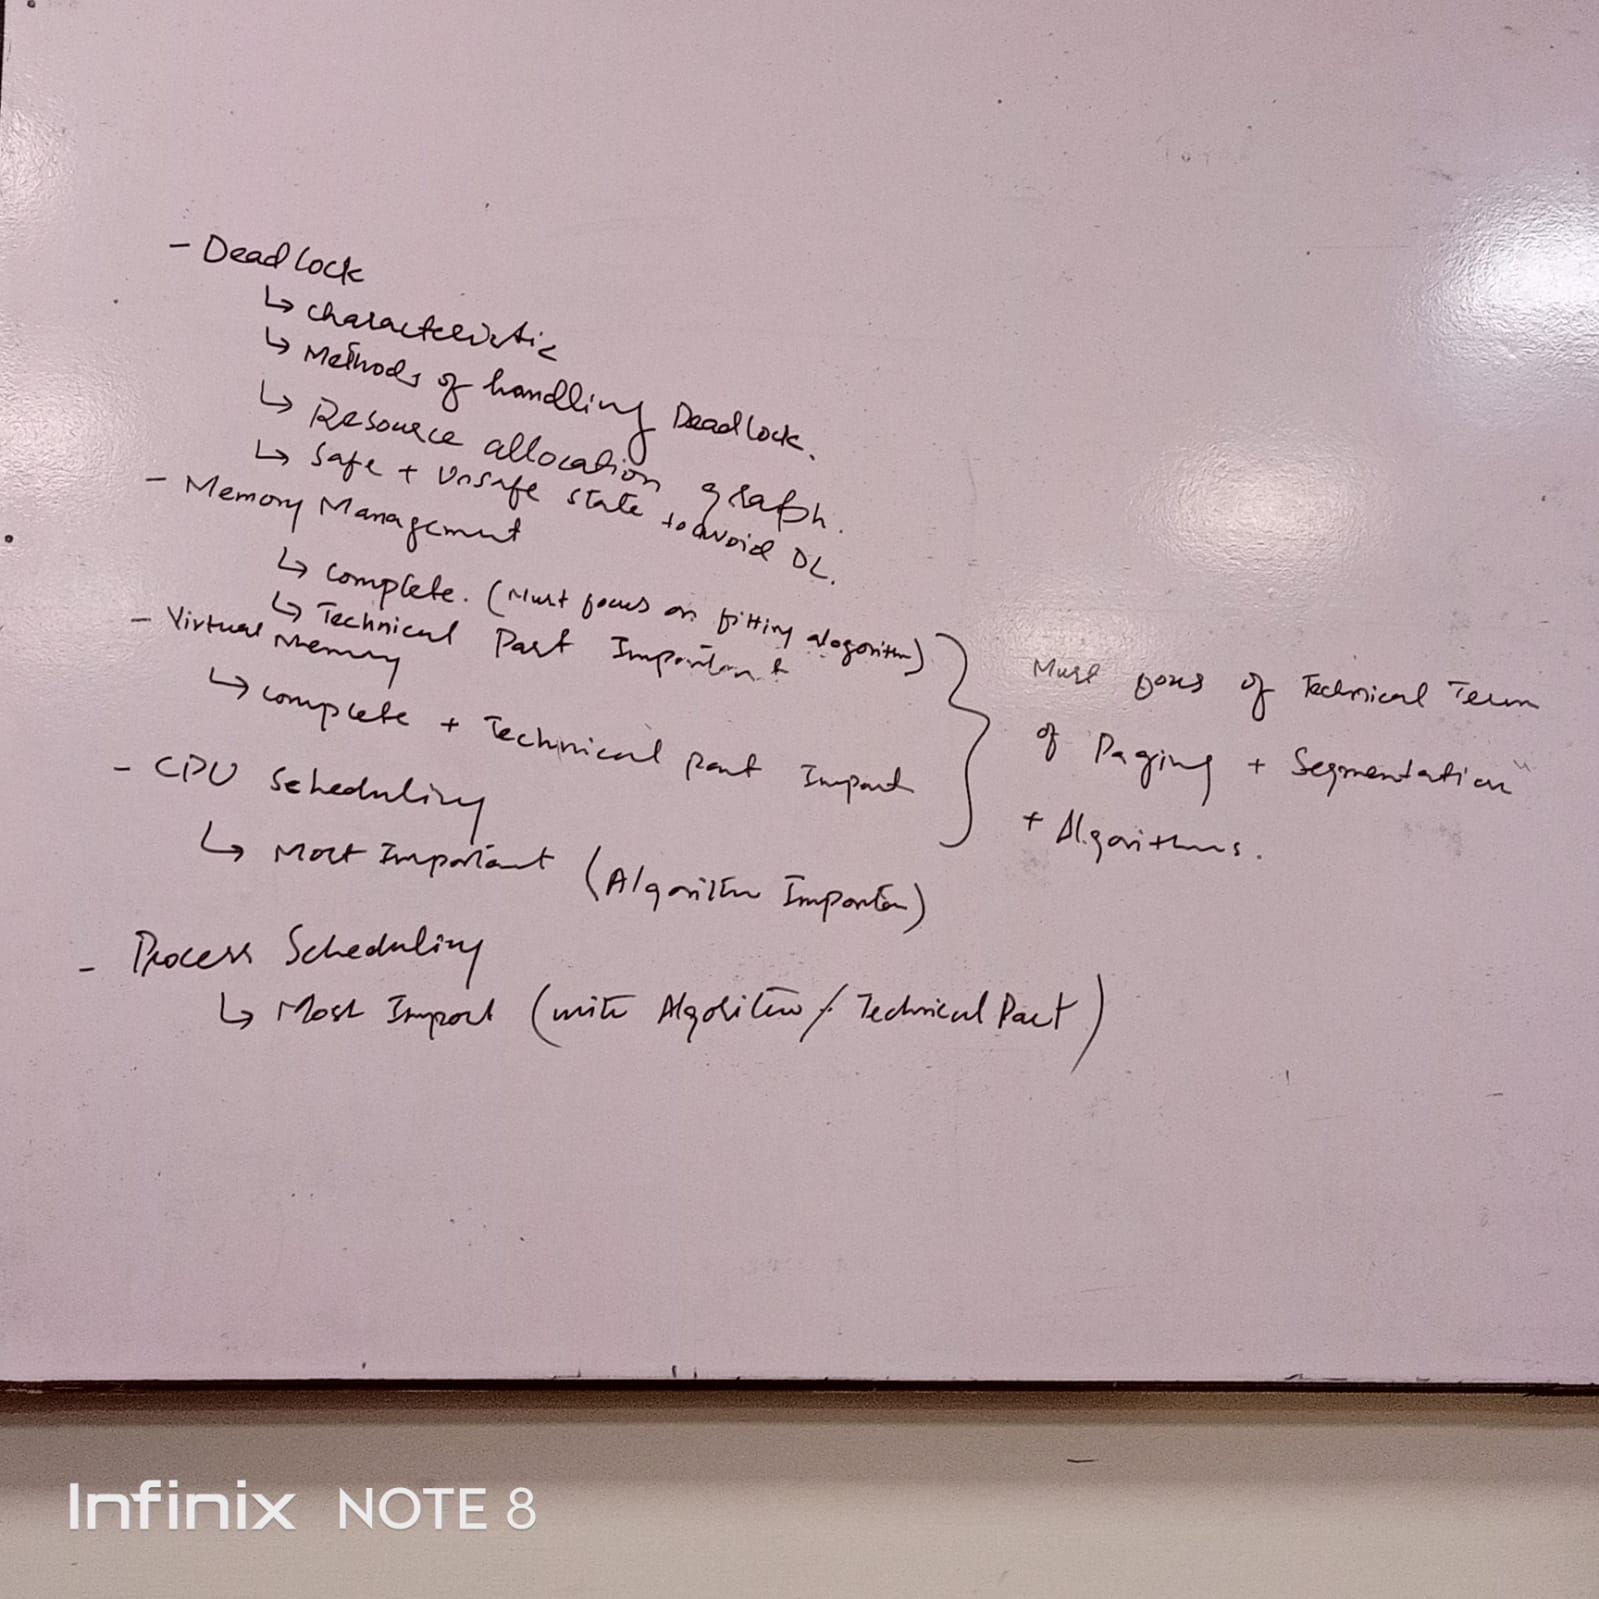 - Dead lock
↳ characteristic
↳ Methods of handling Deadlock.
↳ Resource allocation graph.
↳ Safe + Unsafe state to avoid DL.
- Memory Management
↳ complete. (Must focus on fitting alogorithm)
↳ Technical Part Important
- Virtual Memory
↳ complete + Technical part Import
Must focus of Technical Term
of Paging + Segmentation"
+ Algorithms.
- CPU Scheduling
↳ Most Important (Algorithm Important)
- Process Scheduling
↳ Most Import (with Algorithm / Technical Part)
Infinix NOTE 8